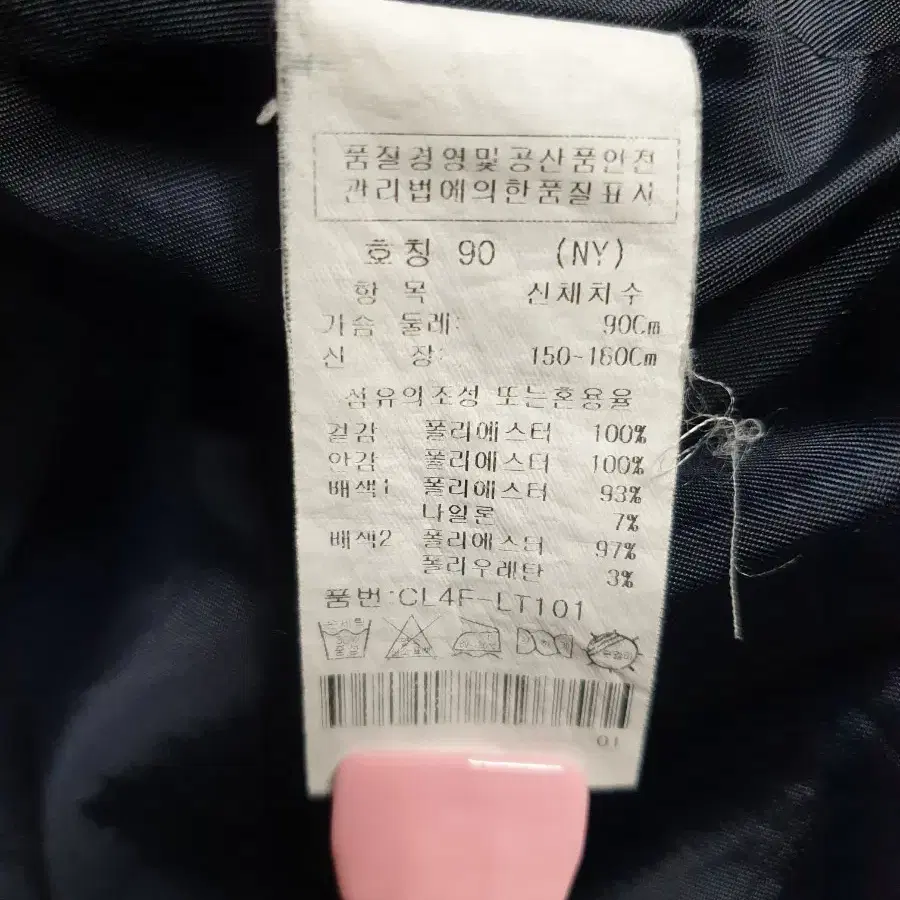 품질경영및공산품안전
관리법에의한품질표시
호칭 90 (NY)
항 목 신체치수
가슴 둘레: 90Cm
신 장: 150~160Cm
섬유의조성 또는혼용율
겉감 폴리에스터 100%
안감 폴리에스터 100%
배색1 폴리에스터 93%
나일론 7%
배색2 폴리에스터 97%
폴리우레탄 3%
품번:CL4F-LT101
01